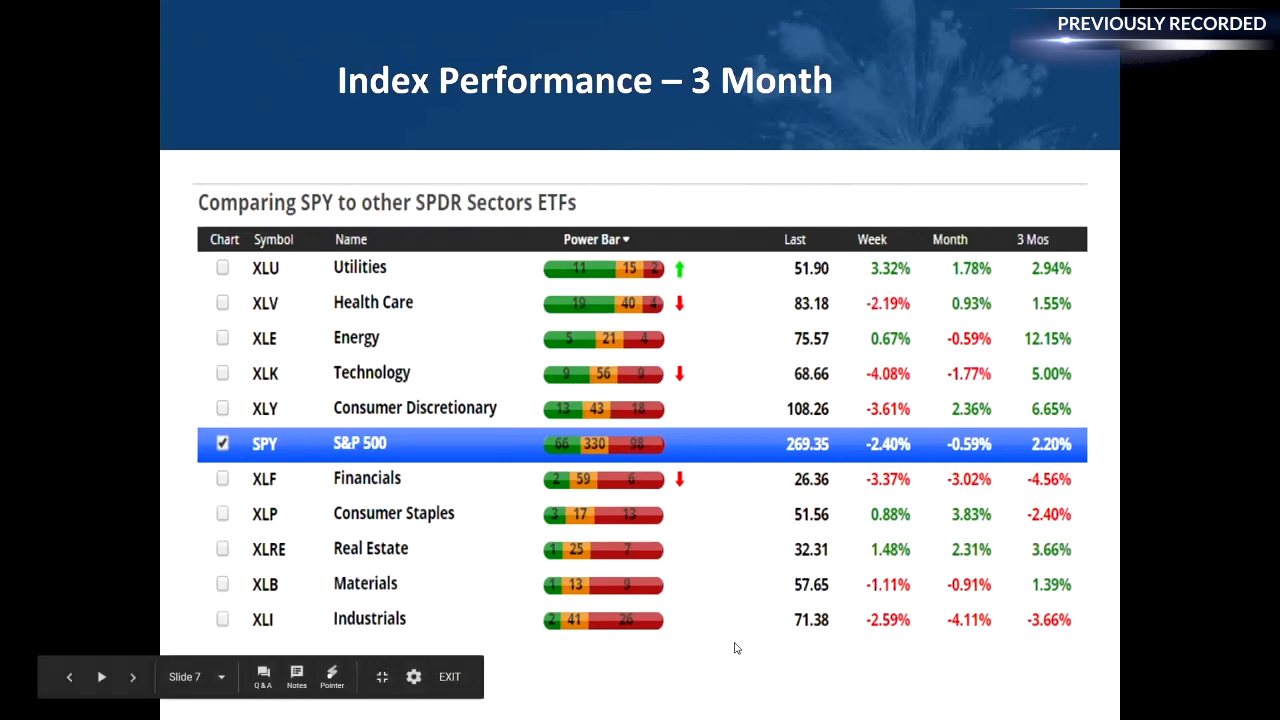 PREVIOUSLY RECORDED
Index Performance – 3 Month
Comparing SPY to other SPDR Sectors ETFs
Chart Symbol Name Power Bar Last Week Month 3 Mos
XLU Utilities 11 15 2 51.90 3.32% 1.78% 2.94%
XLV Health Care 19 40 4 83.18 -2.19% 0.93% 1.55%
XLE Energy 5 21 4 75.57 0.67% -0.59% 12.15%
XLK Technology 9 56 9 68.66 -4.08% -1.77% 5.00%
XLY Consumer Discretionary 13 43 18 108.26 -3.61% 2.36% 6.65%
SPY S&P 500 66 330 98 269.35 -2.40% -0.59% 2.20%
XLF Financials 2 59 6 26.36 -3.37% -3.02% -4.56%
XLP Consumer Staples 3 17 13 51.56 0.88% 3.83% -2.40%
XLRE Real Estate 1 25 7 32.31 1.48% 2.31% 3.66%
XLB Materials 1 13 9 57.65 -1.11% -0.91% 1.39%
XLI Industrials 2 41 26 71.38 -2.59% -4.11% -3.66%
Slide 7 Q & A Notes Pointer EXIT